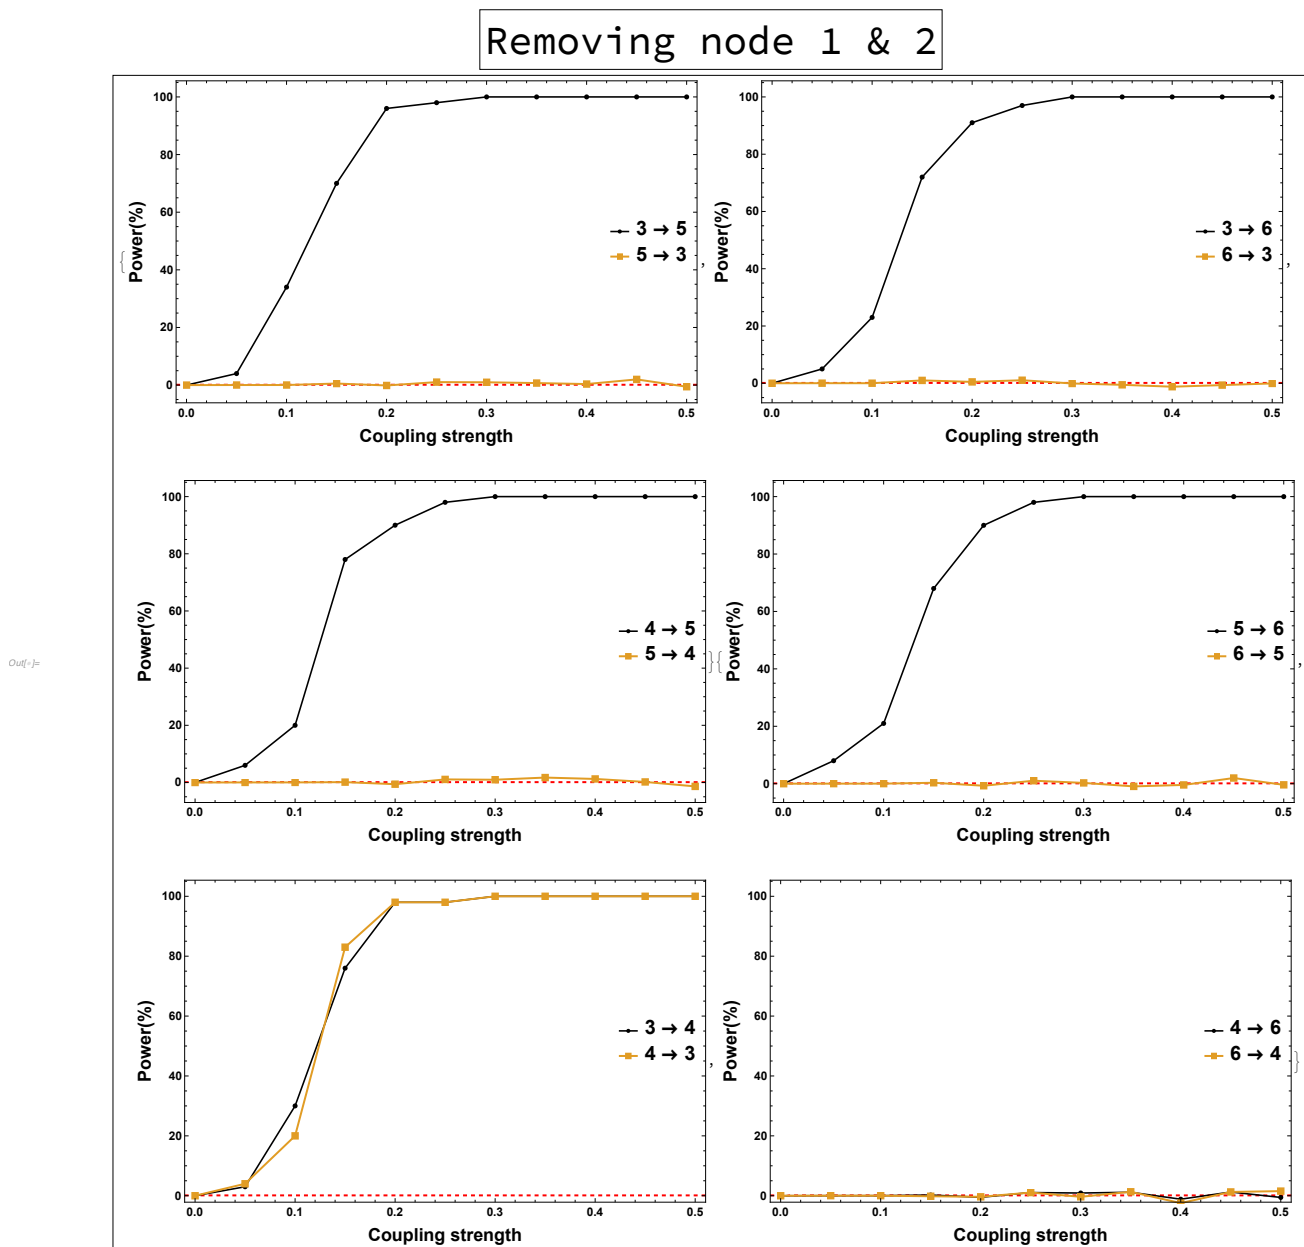 Removing node 1 & 2
Out[◦]=
{
100
80
60
40
20
0
Power(%)
3 → 5
5 → 3
0.0 0.1 0.2 0.3 0.4 0.5
Coupling strength
,
100
80
60
40
20
0
Power(%)
3 → 6
6 → 3
0.0 0.1 0.2 0.3 0.4 0.5
Coupling strength
,
100
80
60
40
20
0
Power(%)
4 → 5
5 → 4
0.0 0.1 0.2 0.3 0.4 0.5
Coupling strength
}{
100
80
60
40
20
0
Power(%)
5 → 6
6 → 5
0.0 0.1 0.2 0.3 0.4 0.5
Coupling strength
,
100
80
60
40
20
0
Power(%)
3 → 4
4 → 3
0.0 0.1 0.2 0.3 0.4 0.5
Coupling strength
,
100
80
60
40
20
0
Power(%)
4 → 6
6 → 4
0.0 0.1 0.2 0.3 0.4 0.5
Coupling strength
}